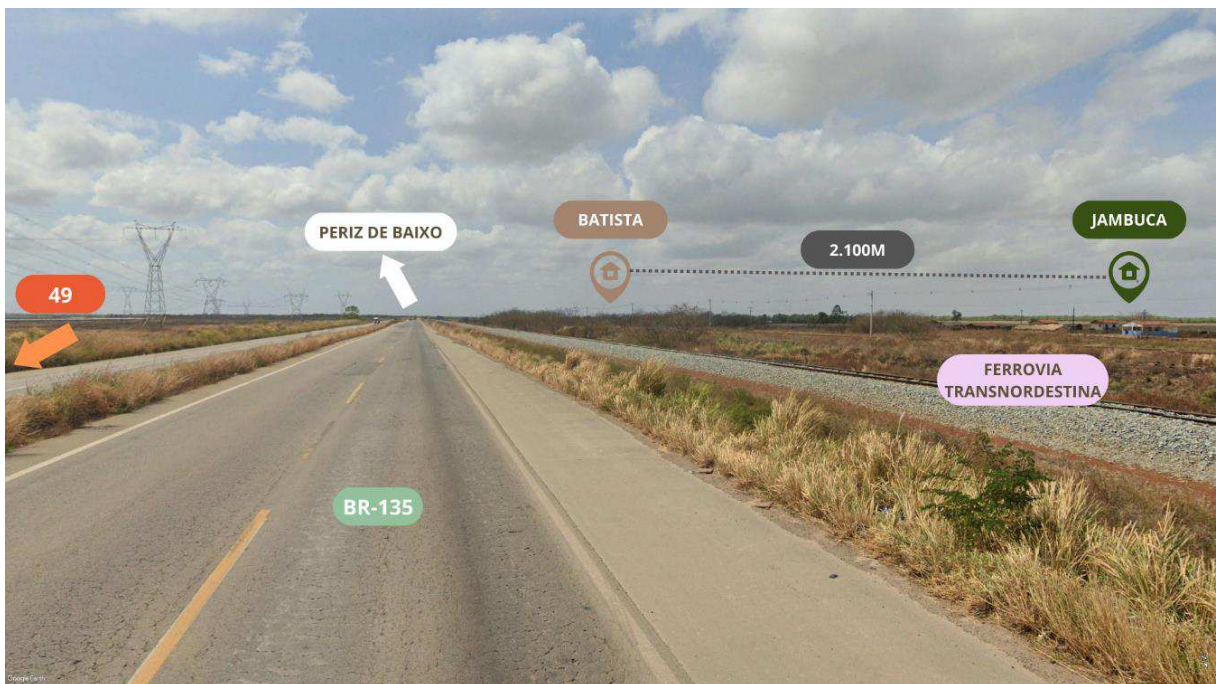 BATISTA
JAMBUCA
PERIZ DE BAIXO
2.100M
49
FERROVIA
TRANSNORDESTINA
BR-135
Google Earth